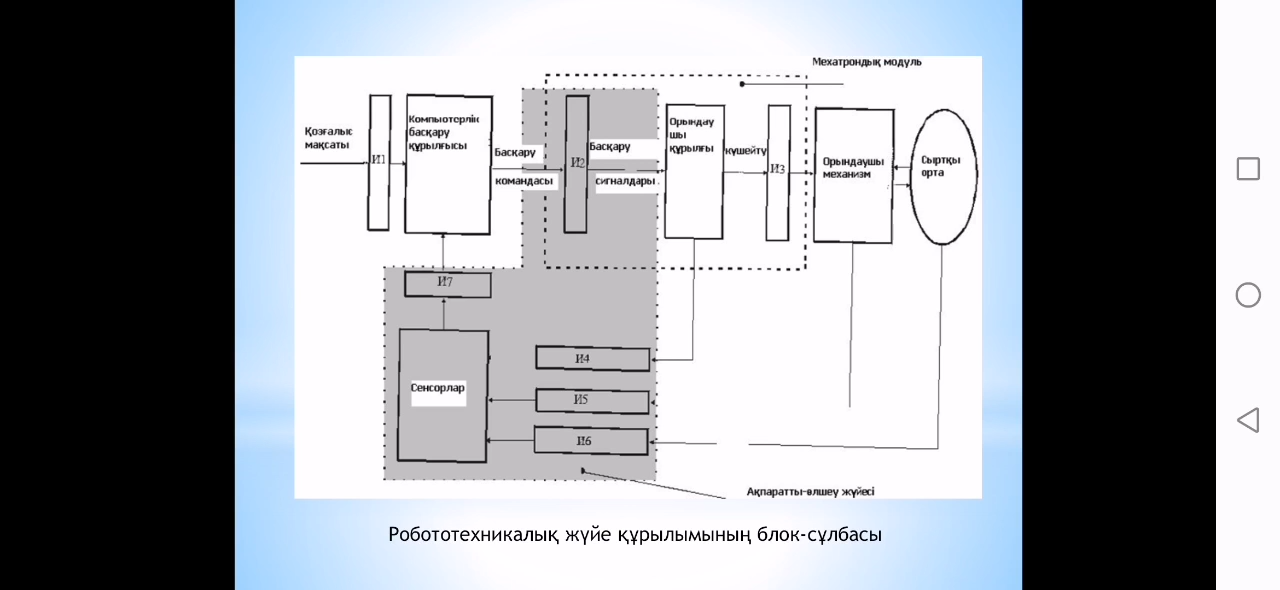 Мехатрондық модуль
Қозғалыс
мақсаты
И1
Компьютерлік
басқару
құрылғысы
Басқару
командасы
И2
Басқару
сигналдары
Орындау
шы
құрылғы
күшейту
И3
Орындаушы
механизм
Сыртқы
орта
И7
Сенсорлар
И4
И5
И6
Ақпаратты-өлшеу жүйесі
Робототехникалық жүйе құрылымының блок-сұлбасы